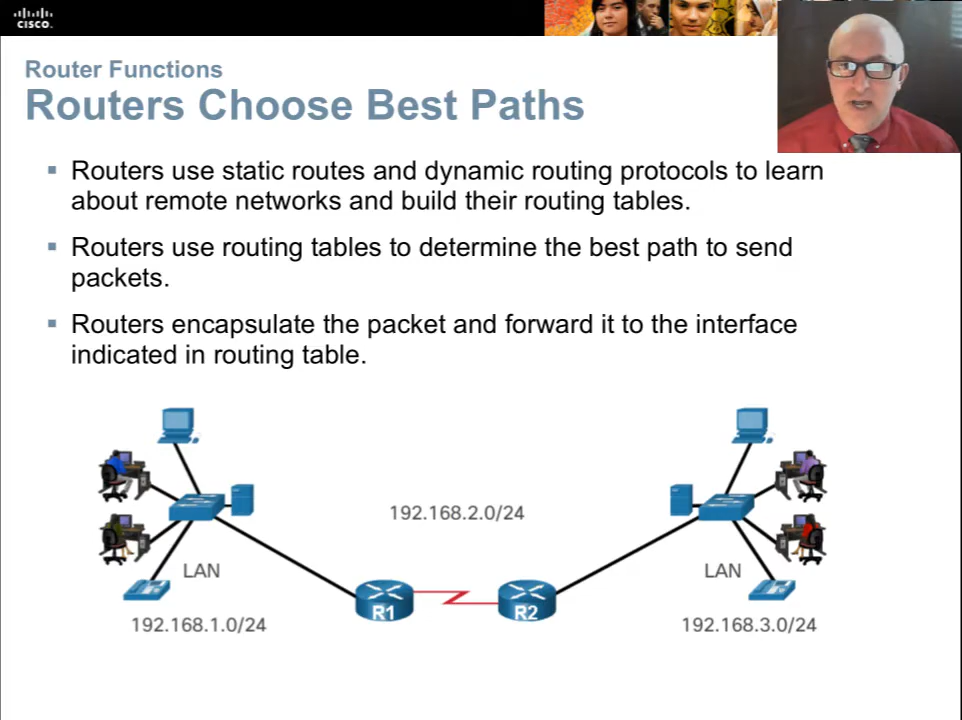 CISCO
Router Functions
Routers Choose Best Paths
Routers use static routes and dynamic routing protocols to learn
about remote networks and build their routing tables.
Routers use routing tables to determine the best path to send
packets.
Routers encapsulate the packet and forward it to the interface
indicated in routing table.
192.168.2.0/24
LAN
LAN
R1
R2
192.168.1.0/24
192.168.3.0/24